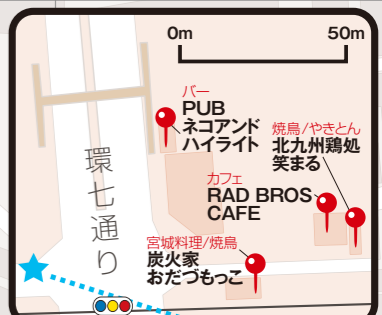 0m 50m
バー
PUB
ネコアンド
ハイライト
焼鳥/やきとん
北九州鶏処
笑まる
カフェ
RAD BROS
CAFE
環七通り
宮城料理/焼鳥
炭火家
おだづもっこ